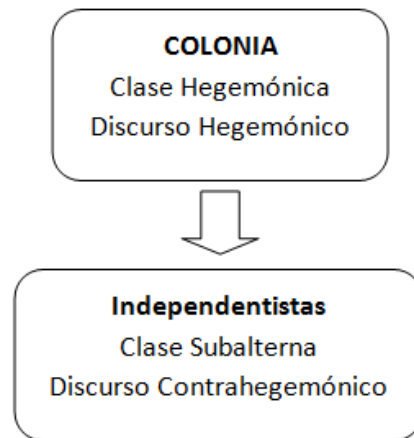 COLONIA
Clase Hegemónica
Discurso Hegemónico
Independentistas
Clase Subalterna
Discurso Contrahegemónico